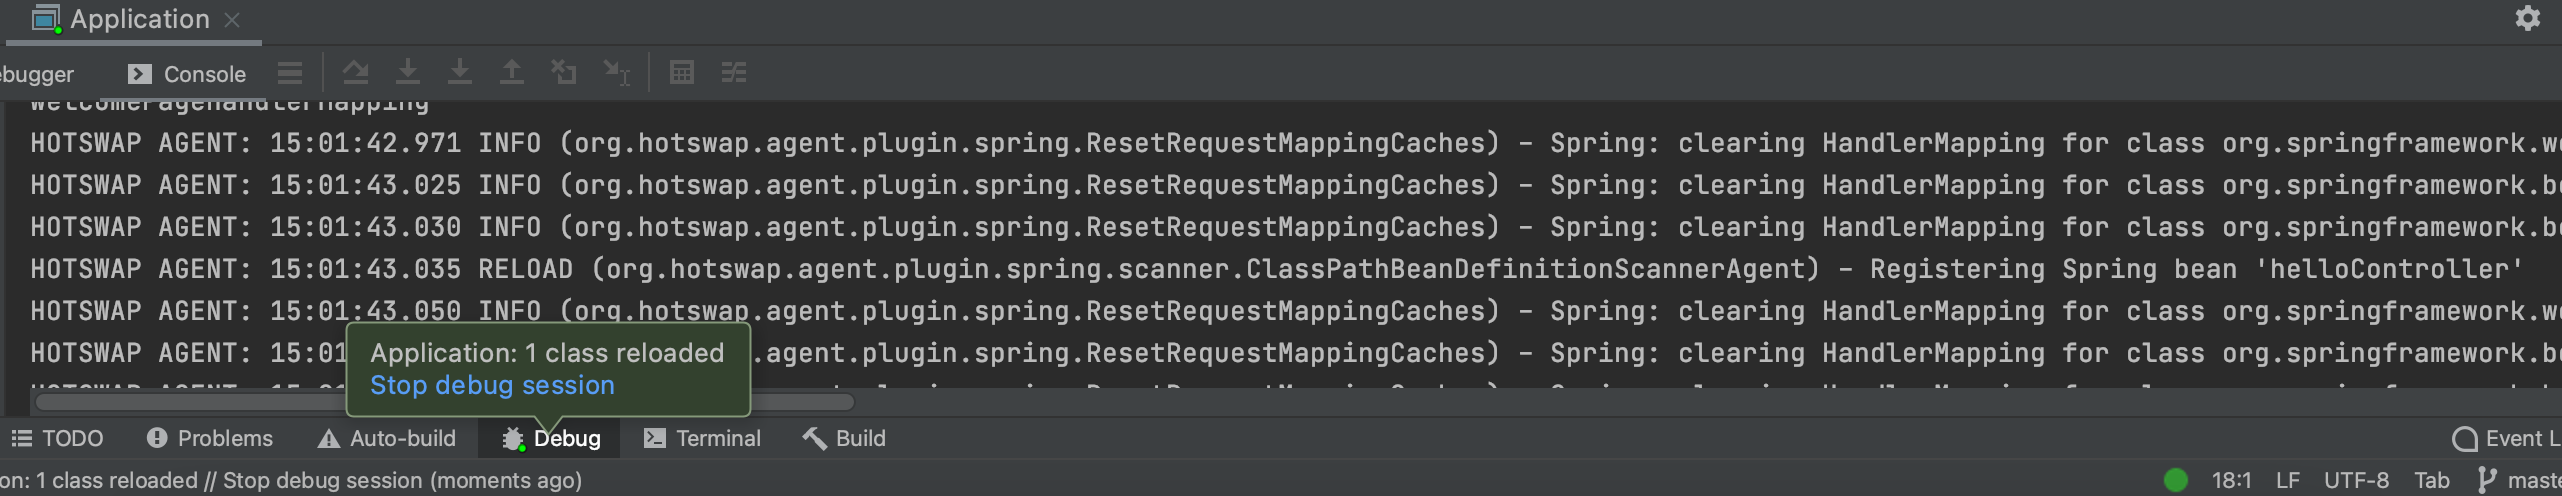 Application
ebugger Console
WelcomePageHandlerMapping
HOTSWAP AGENT: 15:01:42.971 INFO (org.hotswap.agent.plugin.spring.ResetRequestMappingCaches) - Spring: clearing HandlerMapping for class org.springframework.we
HOTSWAP AGENT: 15:01:43.025 INFO (org.hotswap.agent.plugin.spring.ResetRequestMappingCaches) - Spring: clearing HandlerMapping for class org.springframework.bo
HOTSWAP AGENT: 15:01:43.030 INFO (org.hotswap.agent.plugin.spring.ResetRequestMappingCaches) - Spring: clearing HandlerMapping for class org.springframework.bo
HOTSWAP AGENT: 15:01:43.035 RELOAD (org.hotswap.agent.plugin.spring.scanner.ClassPathBeanDefinitionScannerAgent) - Registering Spring bean 'helloController'
HOTSWAP AGENT: 15:01:43.050 INFO (org.hotswap.agent.plugin.spring.ResetRequestMappingCaches) - Spring: clearing HandlerMapping for class org.springframework.we
HOTSWAP AGENT: 15:01 .agent.plugin.spring.ResetRequestMappingCaches) - Spring: clearing HandlerMapping for class org.springframework.bo
Application: 1 class reloaded
Stop debug session
TODO Problems Auto-build Debug Terminal Build Event L
on: 1 class reloaded // Stop debug session (moments ago) 18:1 LF UTF-8 Tab maste